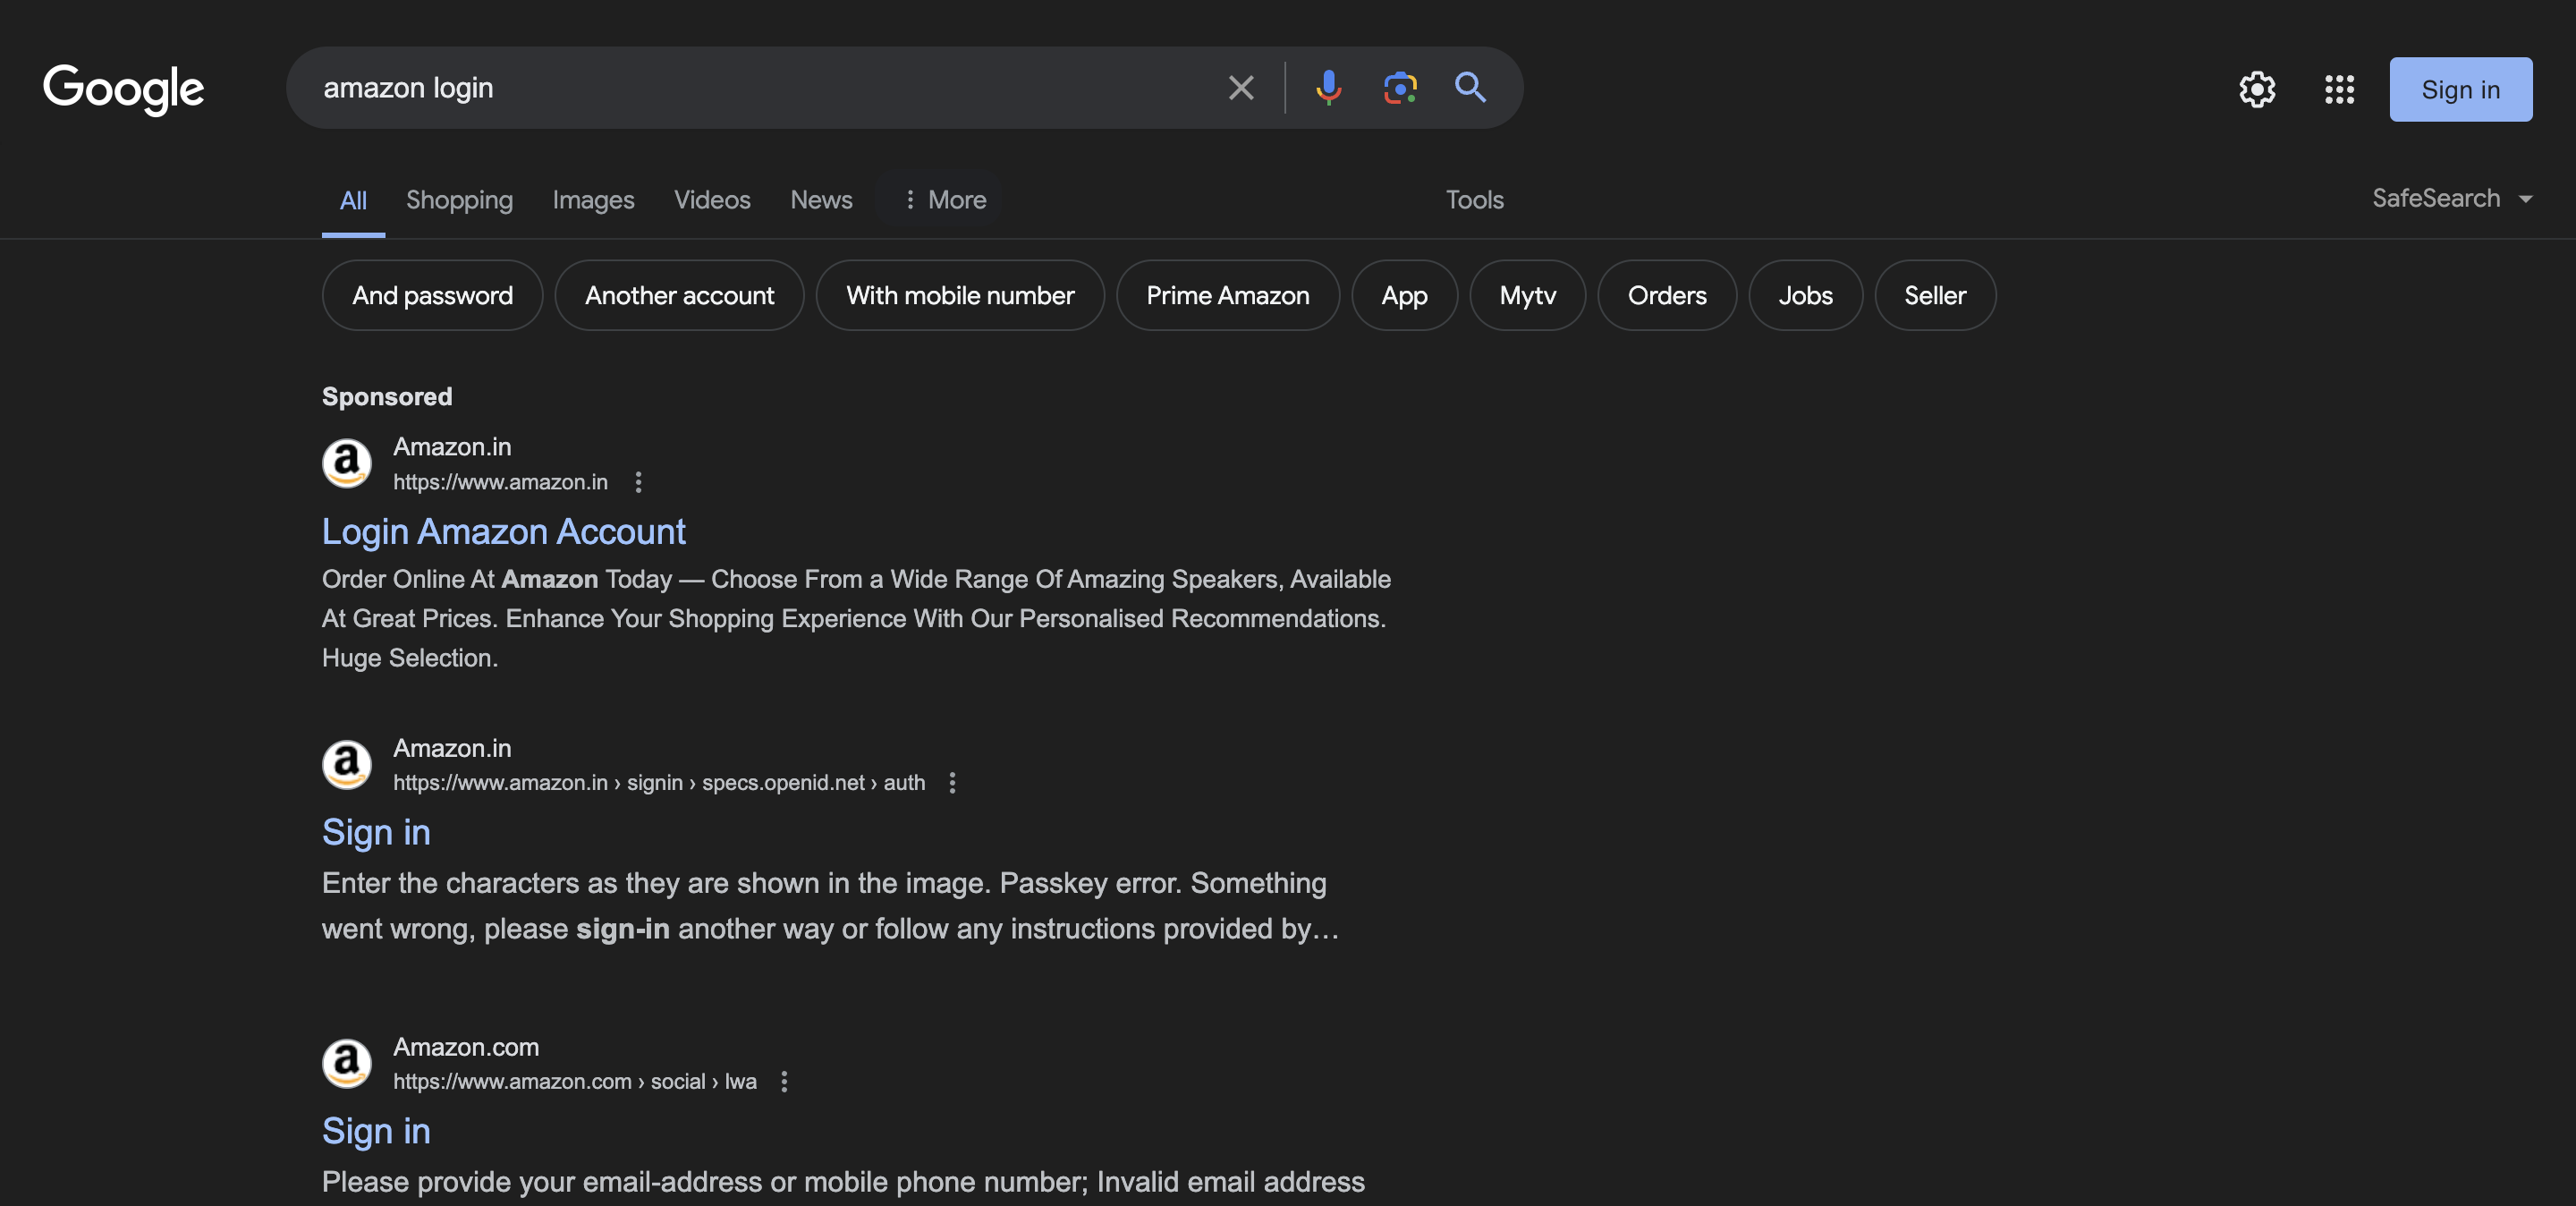 Google
amazon login
Sign in
All Shopping Images Videos News More Tools SafeSearch
And password Another account With mobile number Prime Amazon App Mytv Orders Jobs Seller
Sponsored
Amazon.in
https://www.amazon.in
Login Amazon Account
Order Online At Amazon Today — Choose From a Wide Range Of Amazing Speakers, Available
At Great Prices. Enhance Your Shopping Experience With Our Personalised Recommendations.
Huge Selection.
Amazon.in
https://www.amazon.in › signin › specs.openid.net › auth
Sign in
Enter the characters as they are shown in the image. Passkey error. Something
went wrong, please sign-in another way or follow any instructions provided by…
Amazon.com
https://www.amazon.com › social › lwa
Sign in
Please provide your email-address or mobile phone number; Invalid email address